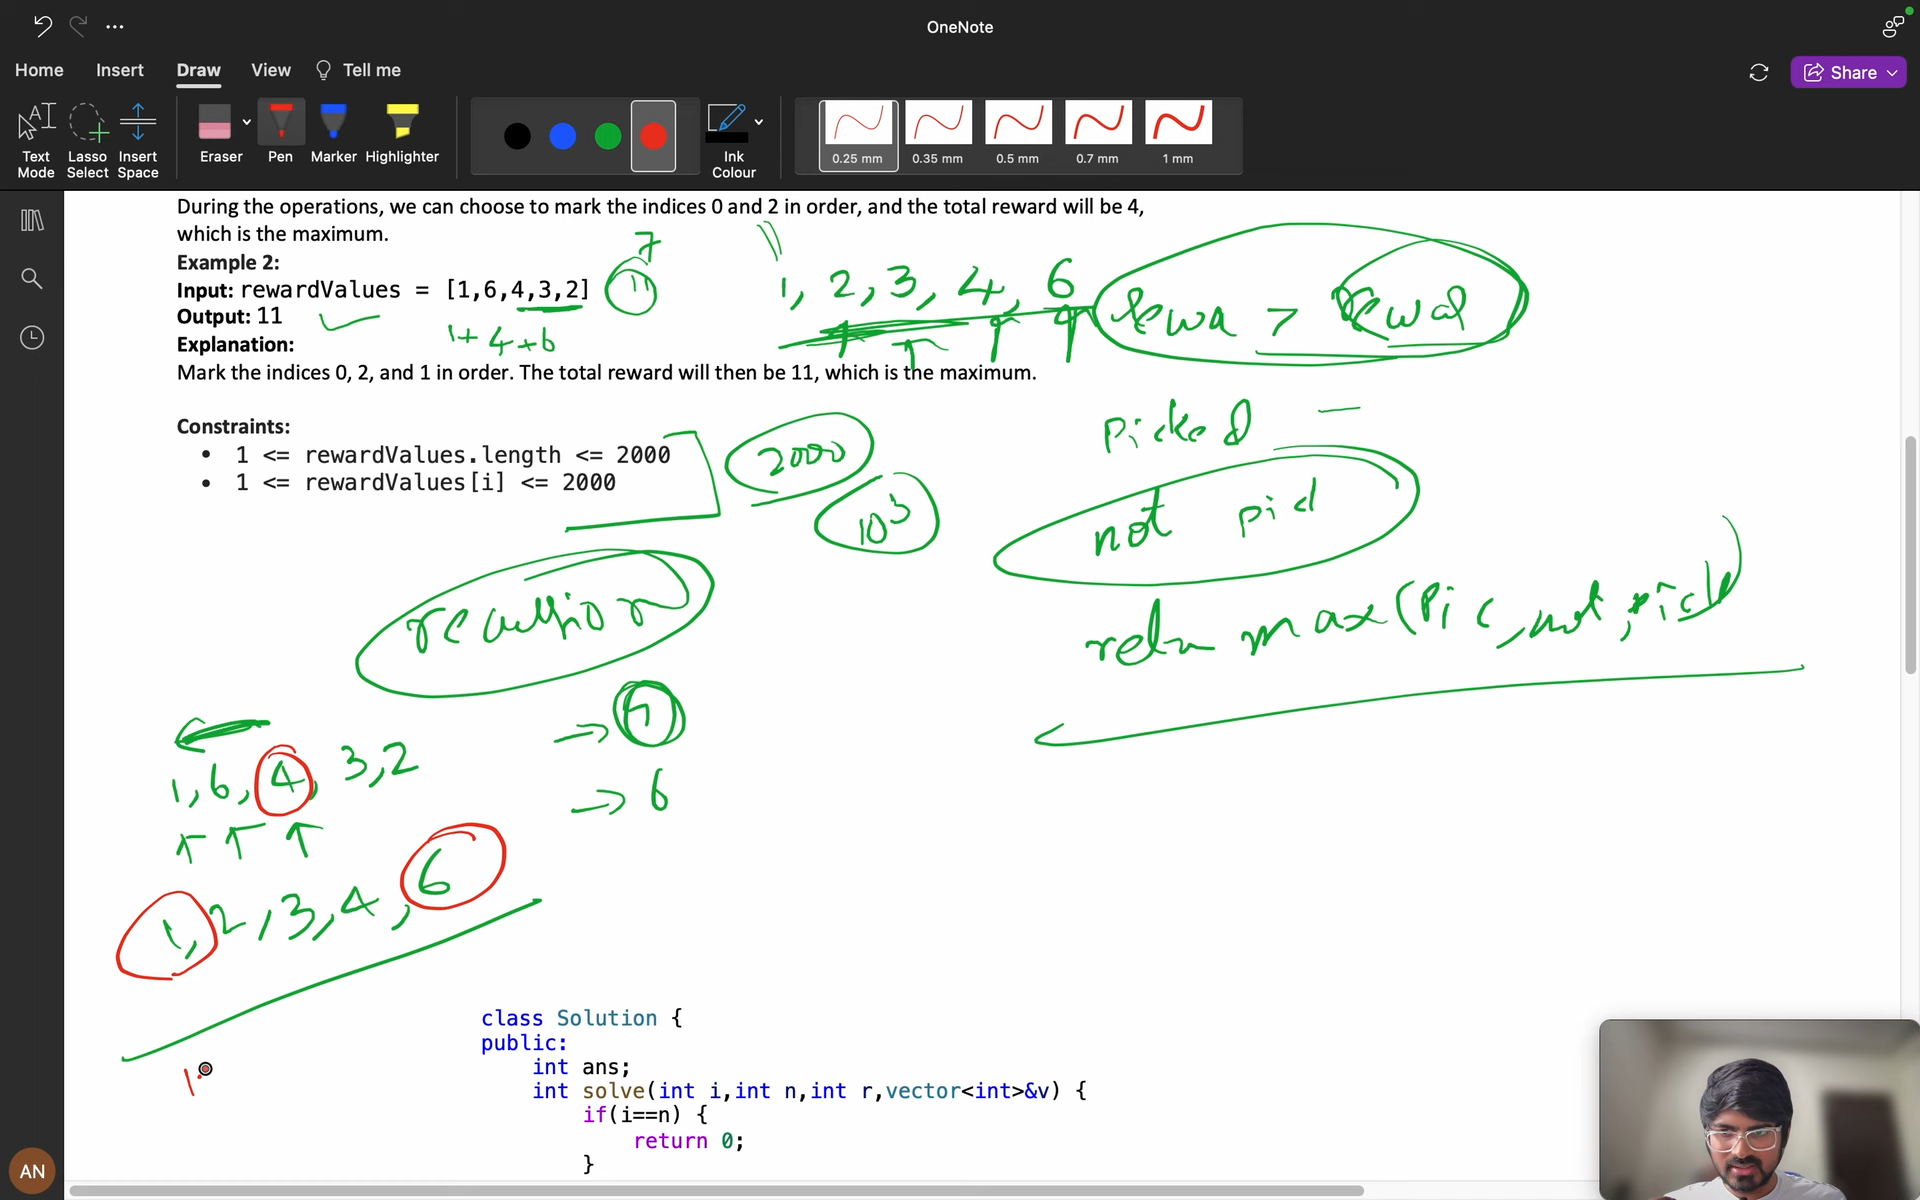 OneNote
Home Insert Draw View Tell me
Share
Text Mode
Lasso Select
Insert Space
Eraser
Pen
Marker
Highlighter
Ink Colour
0.25 mm
0.35 mm
0.5 mm
0.7 mm
1 mm
During the operations, we can choose to mark the indices 0 and 2 in order, and the total reward will be 4,
which is the maximum.
7
Example 2:
Input: rewardValues = [1,6,4,3,2]
11
1, 2, 3, 4, 6
>
Output: 11
1+4+6
Explanation:
Mark the indices 0, 2, and 1 in order. The total reward will then be 11, which is the maximum.
Constraints:
• 1 <= rewardValues.length <= 2000
• 1 <= rewardValues[i] <= 2000
2000
10³
Picked
not
max(Pic, not, pick)
1, 6, 4, 3, 2
→ 7
→ 6
1, 2, 3, 4, 6
class Solution {
public:
int ans;
int solve(int i,int n,int r,vector<int>&v) {
if(i==n) {
return 0;
}
AN